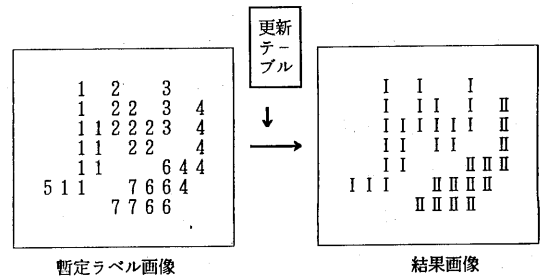 更新
テー
ブル
1 2 3
1 2 2 3 4
1 1 2 2 2 3 4
1 1 2 2 4
1 1 6 4 4
5 1 1 7 6 6 4
7 7 6 6
暫定ラベル画像
I I I
I I I I II
I I I I I I II
I I I I II
I I II II II
I I I II II II II
II II II II
結果画像